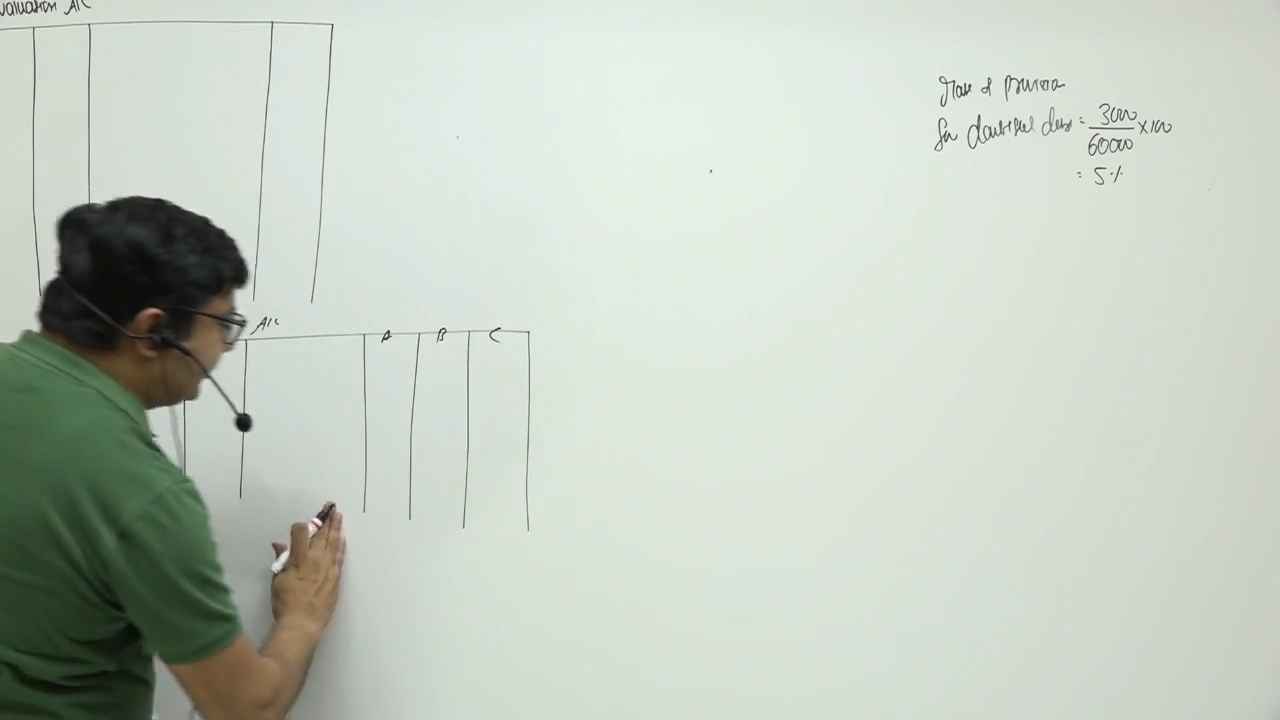 valuation A/C
A/C A B C
Rate of provision
for doubtful debts = 3000/60000 × 100
= 5%